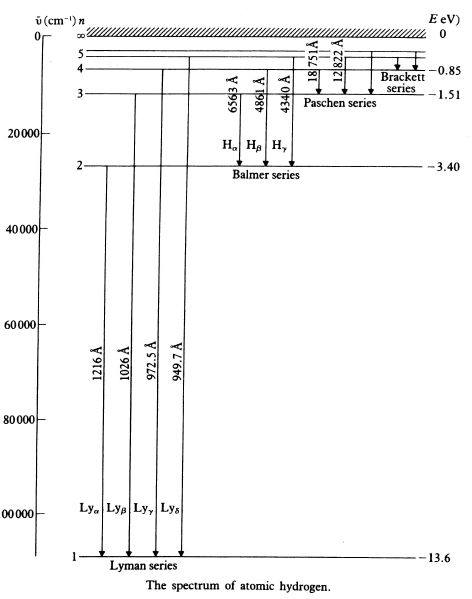 ῡ (cm⁻¹) n
E eV)
0
∞
0
5
4
-0.85
3
-1.51
18 751 Å
12 822 Å
Brackett
series
Paschen series
6563 Å
4861 Å
4340 Å
20000
Hα
Hβ
Hγ
2
-3.40
Balmer series
40000
60000
1216 Å
1026 Å
972.5 Å
949.7 Å
80000
00000
Lyα
Lyβ
Lyγ
Lyδ
1
-13.6
Lyman series
The spectrum of atomic hydrogen.